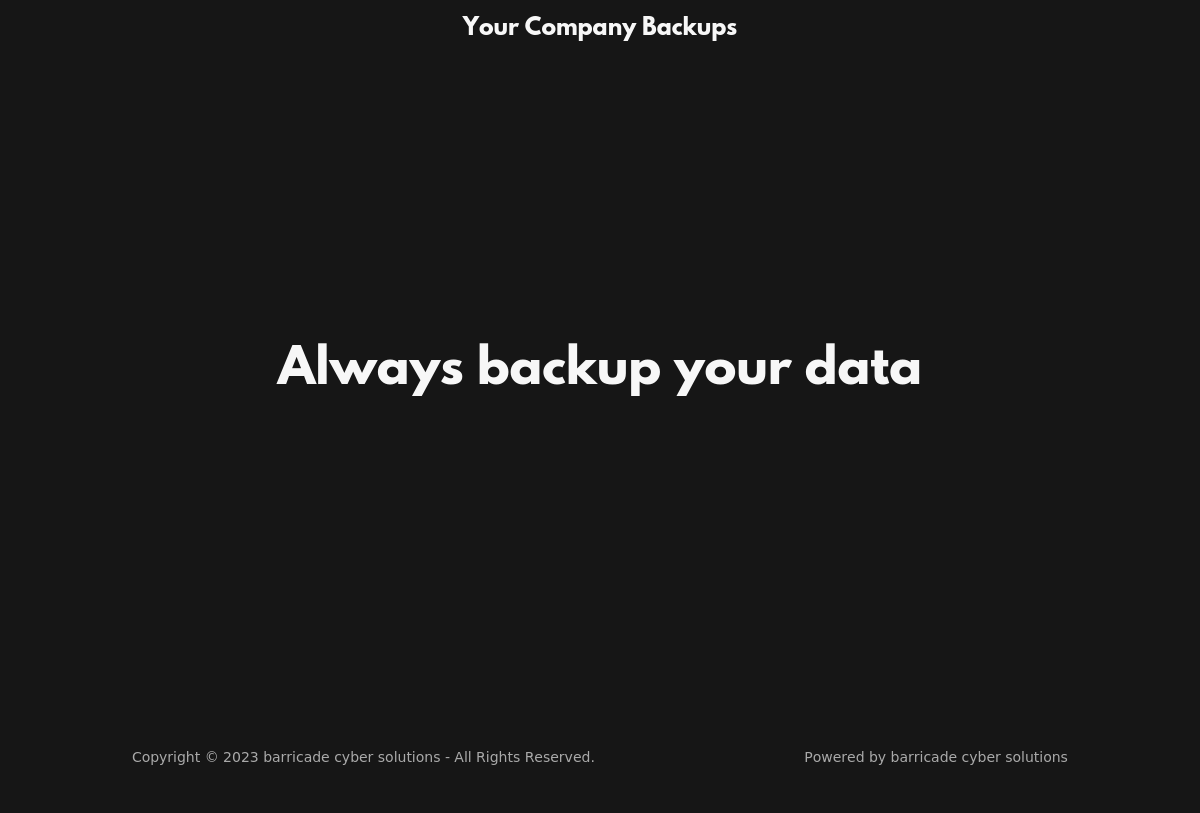 Your Company Backups
Always backup your data
Copyright © 2023 barricade cyber solutions - All Rights Reserved.
Powered by barricade cyber solutions